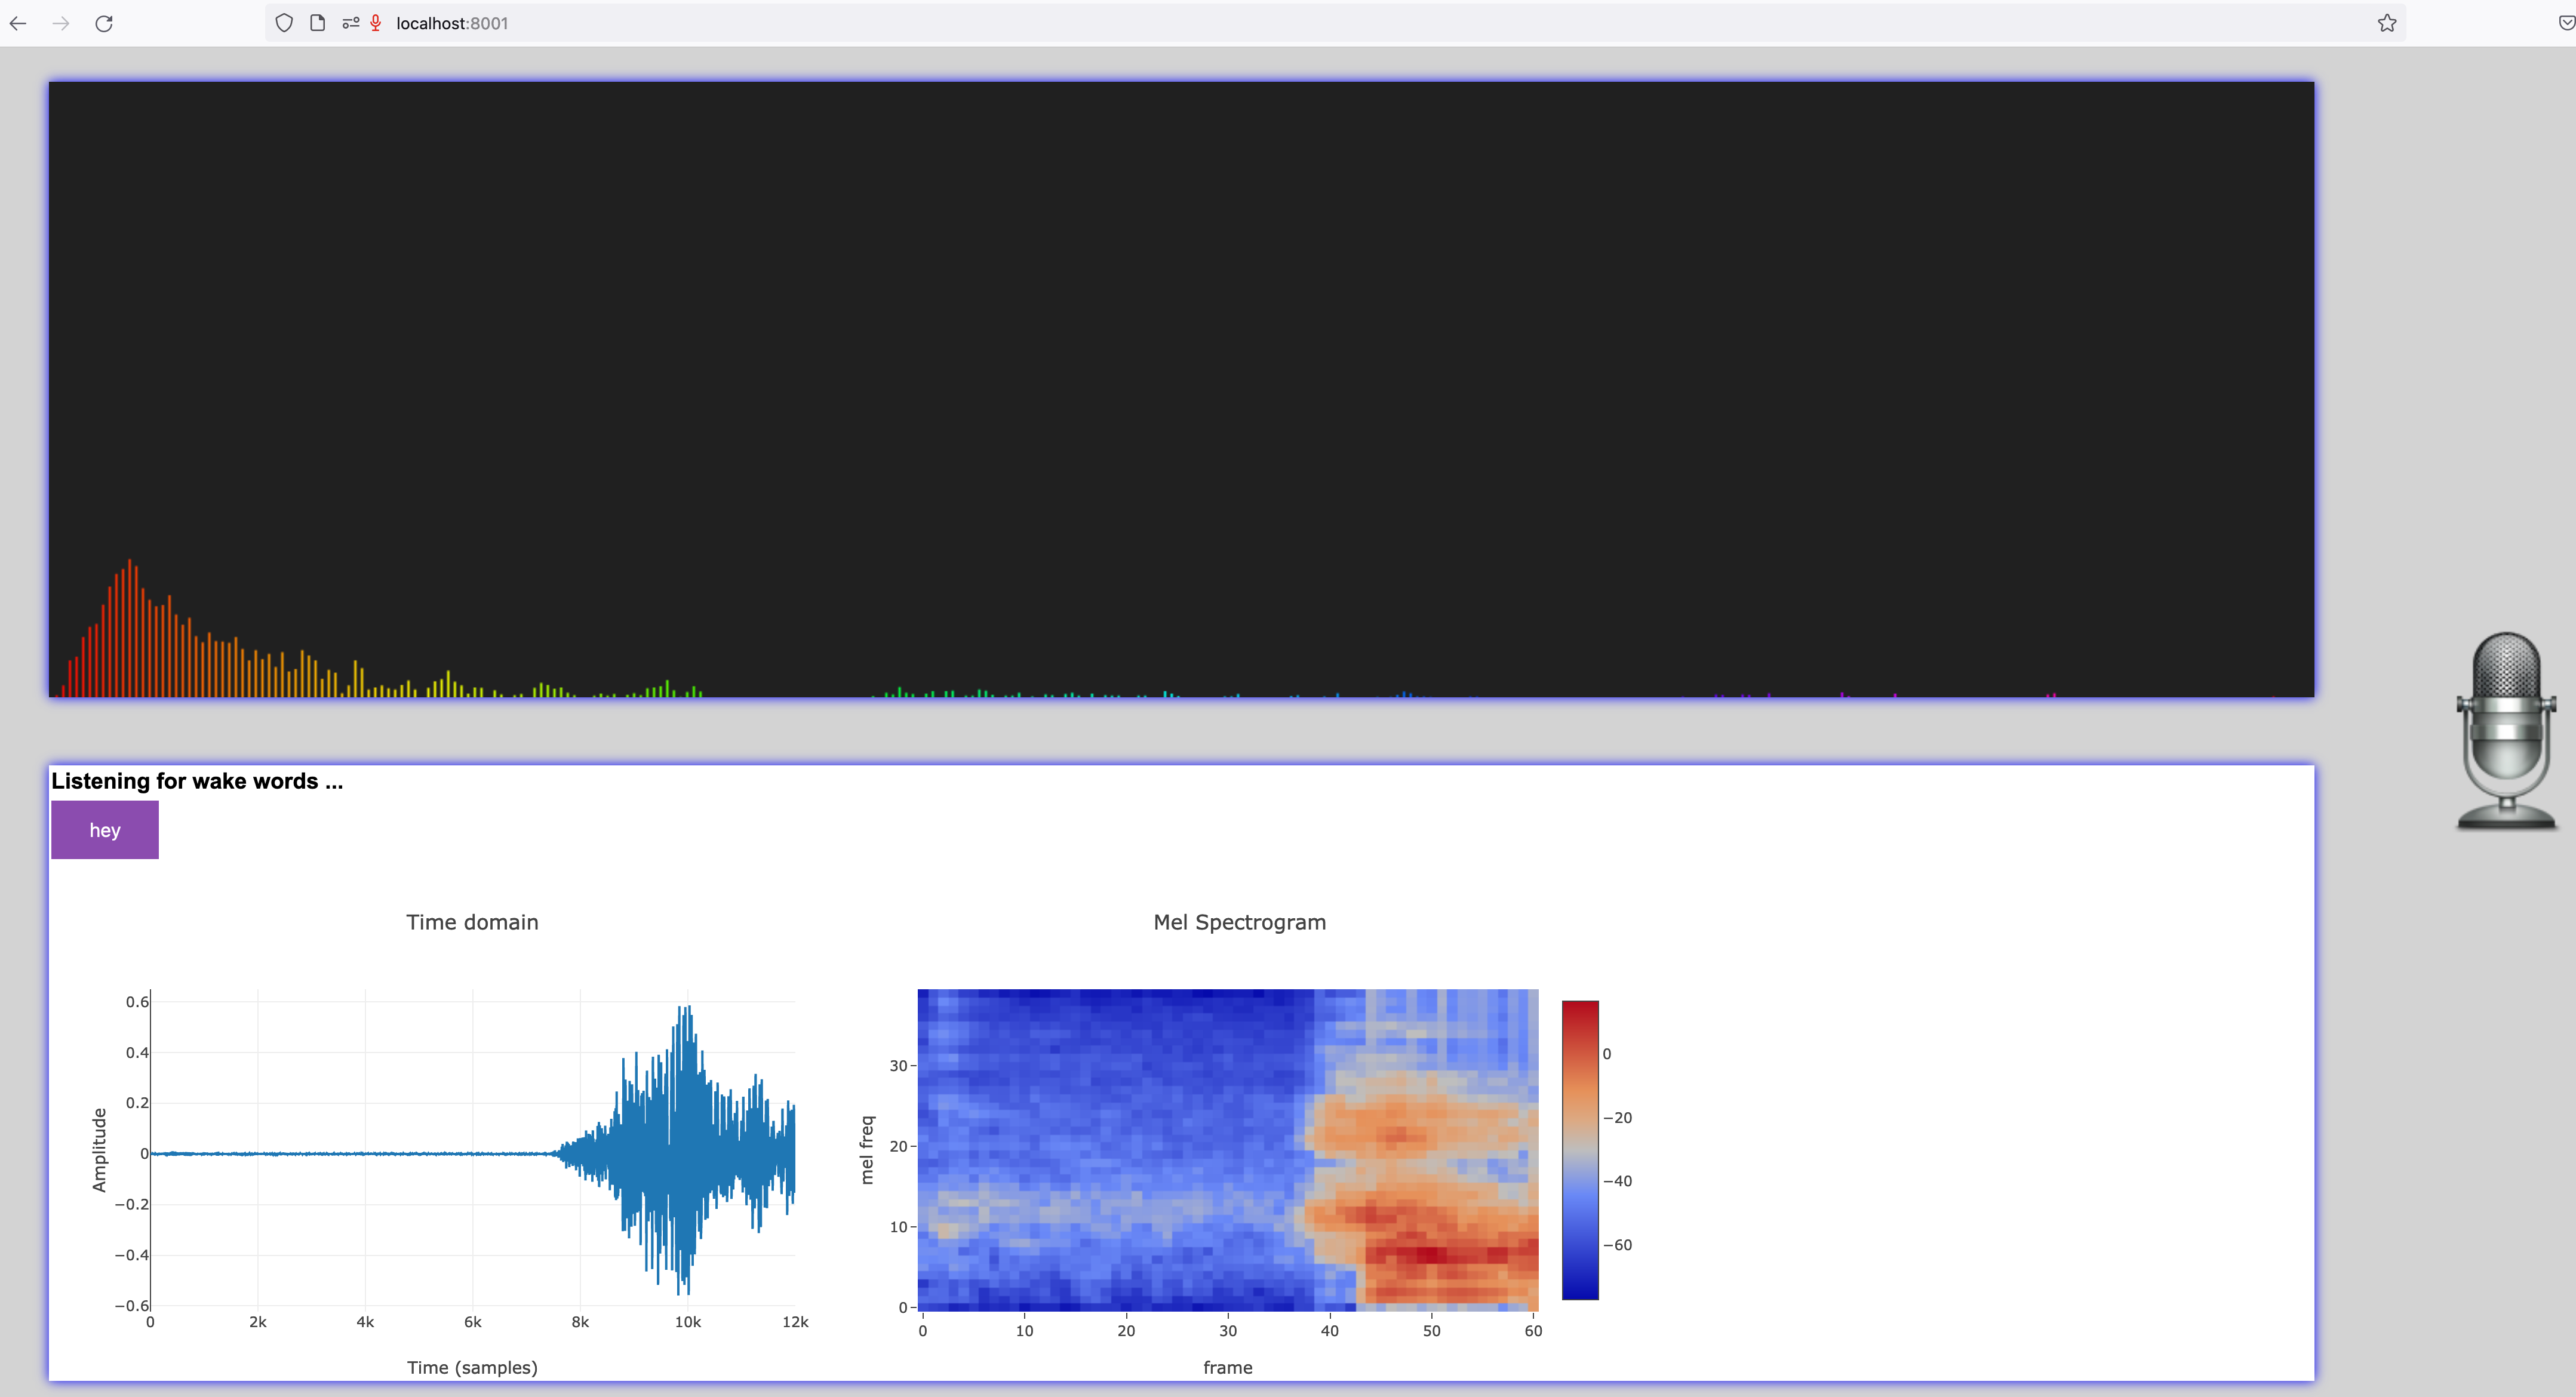 localhost:8001
Listening for wake words ...
hey
Time domain
0.6
0.4
0.2
0
−0.2
−0.4
−0.6
Amplitude
0 2k 4k 6k 8k 10k 12k
Time (samples)
Mel Spectrogram
30
20
10
0
mel freq
0 10 20 30 40 50 60
frame
0
−20
−40
−60